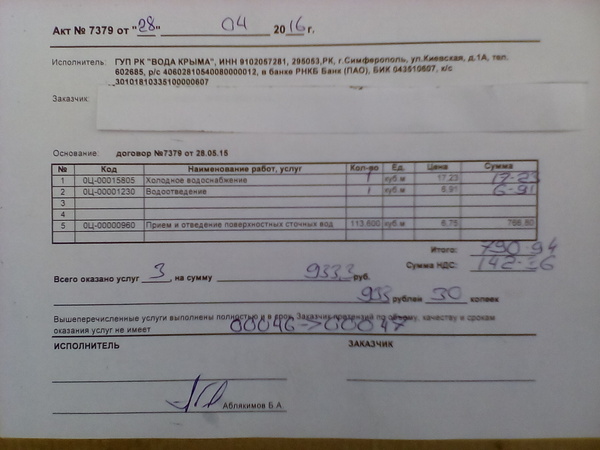 Акт № 7379 от "28" 04 2016 г.
Исполнитель: ГУП РК "ВОДА КРЫМА", ИНН 9102057281, 295053,РК, г.Симферополь, ул.Киевская, д.1А, тел.
602685, р/с 40602810540080000012, в банке РНКБ Банк (ПАО), БИК 043510607, к/с
30101810335100000607
Заказчик:
Основание: договор №7379 от 28.05.15
№ Код Наименование работ, услуг Кол-во Ед. Цена Сумма
1 0Ц-00015805 Холодное водоснабжение 1 куб.м 17,23 17-23
2 0Ц-00001230 Водоотведение 1 куб.м 6,91 6-91
3
4
5 0Ц-00000960 Прием и отведение поверхностных сточных вод 113,600 куб.м 6,75 766,80
Итого: 790-94
Сумма НДС: 142-36
Всего оказано услуг 3, на сумму 933,3 руб.
933 рублей 30 копеек
Вышеперечисленные услуги выполнены полностью и в срок. Заказчик претензий по объему, качеству и срокам
оказания услуг не имеет 00046->00047
ИСПОЛНИТЕЛЬ ЗАКАЗЧИК
Аблякимов Б.А.